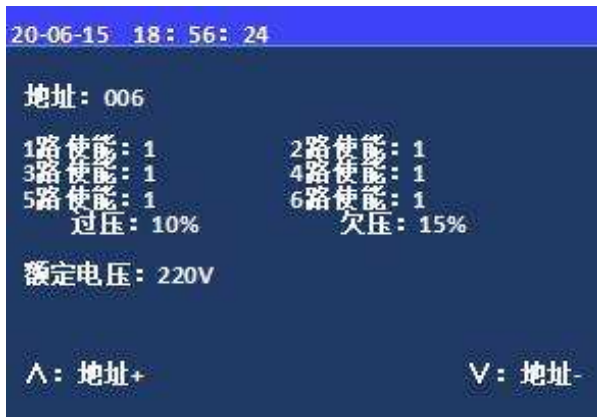 20-06-15 18：56：24
地址：006
1路使能：1 2路使能：1
3路使能：1 4路使能：1
5路使能：1 6路使能：1
过压：10% 欠压：15%
额定电压：220V
∧：地址+ ∨：地址-